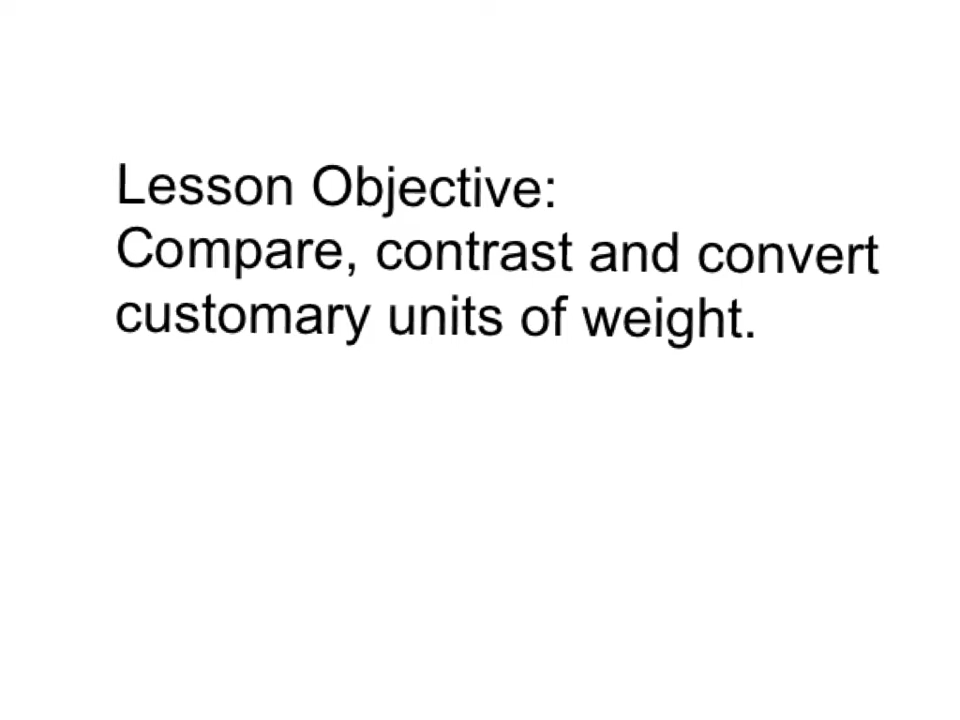 Lesson Objective:
Compare, contrast and convert
customary units of weight.